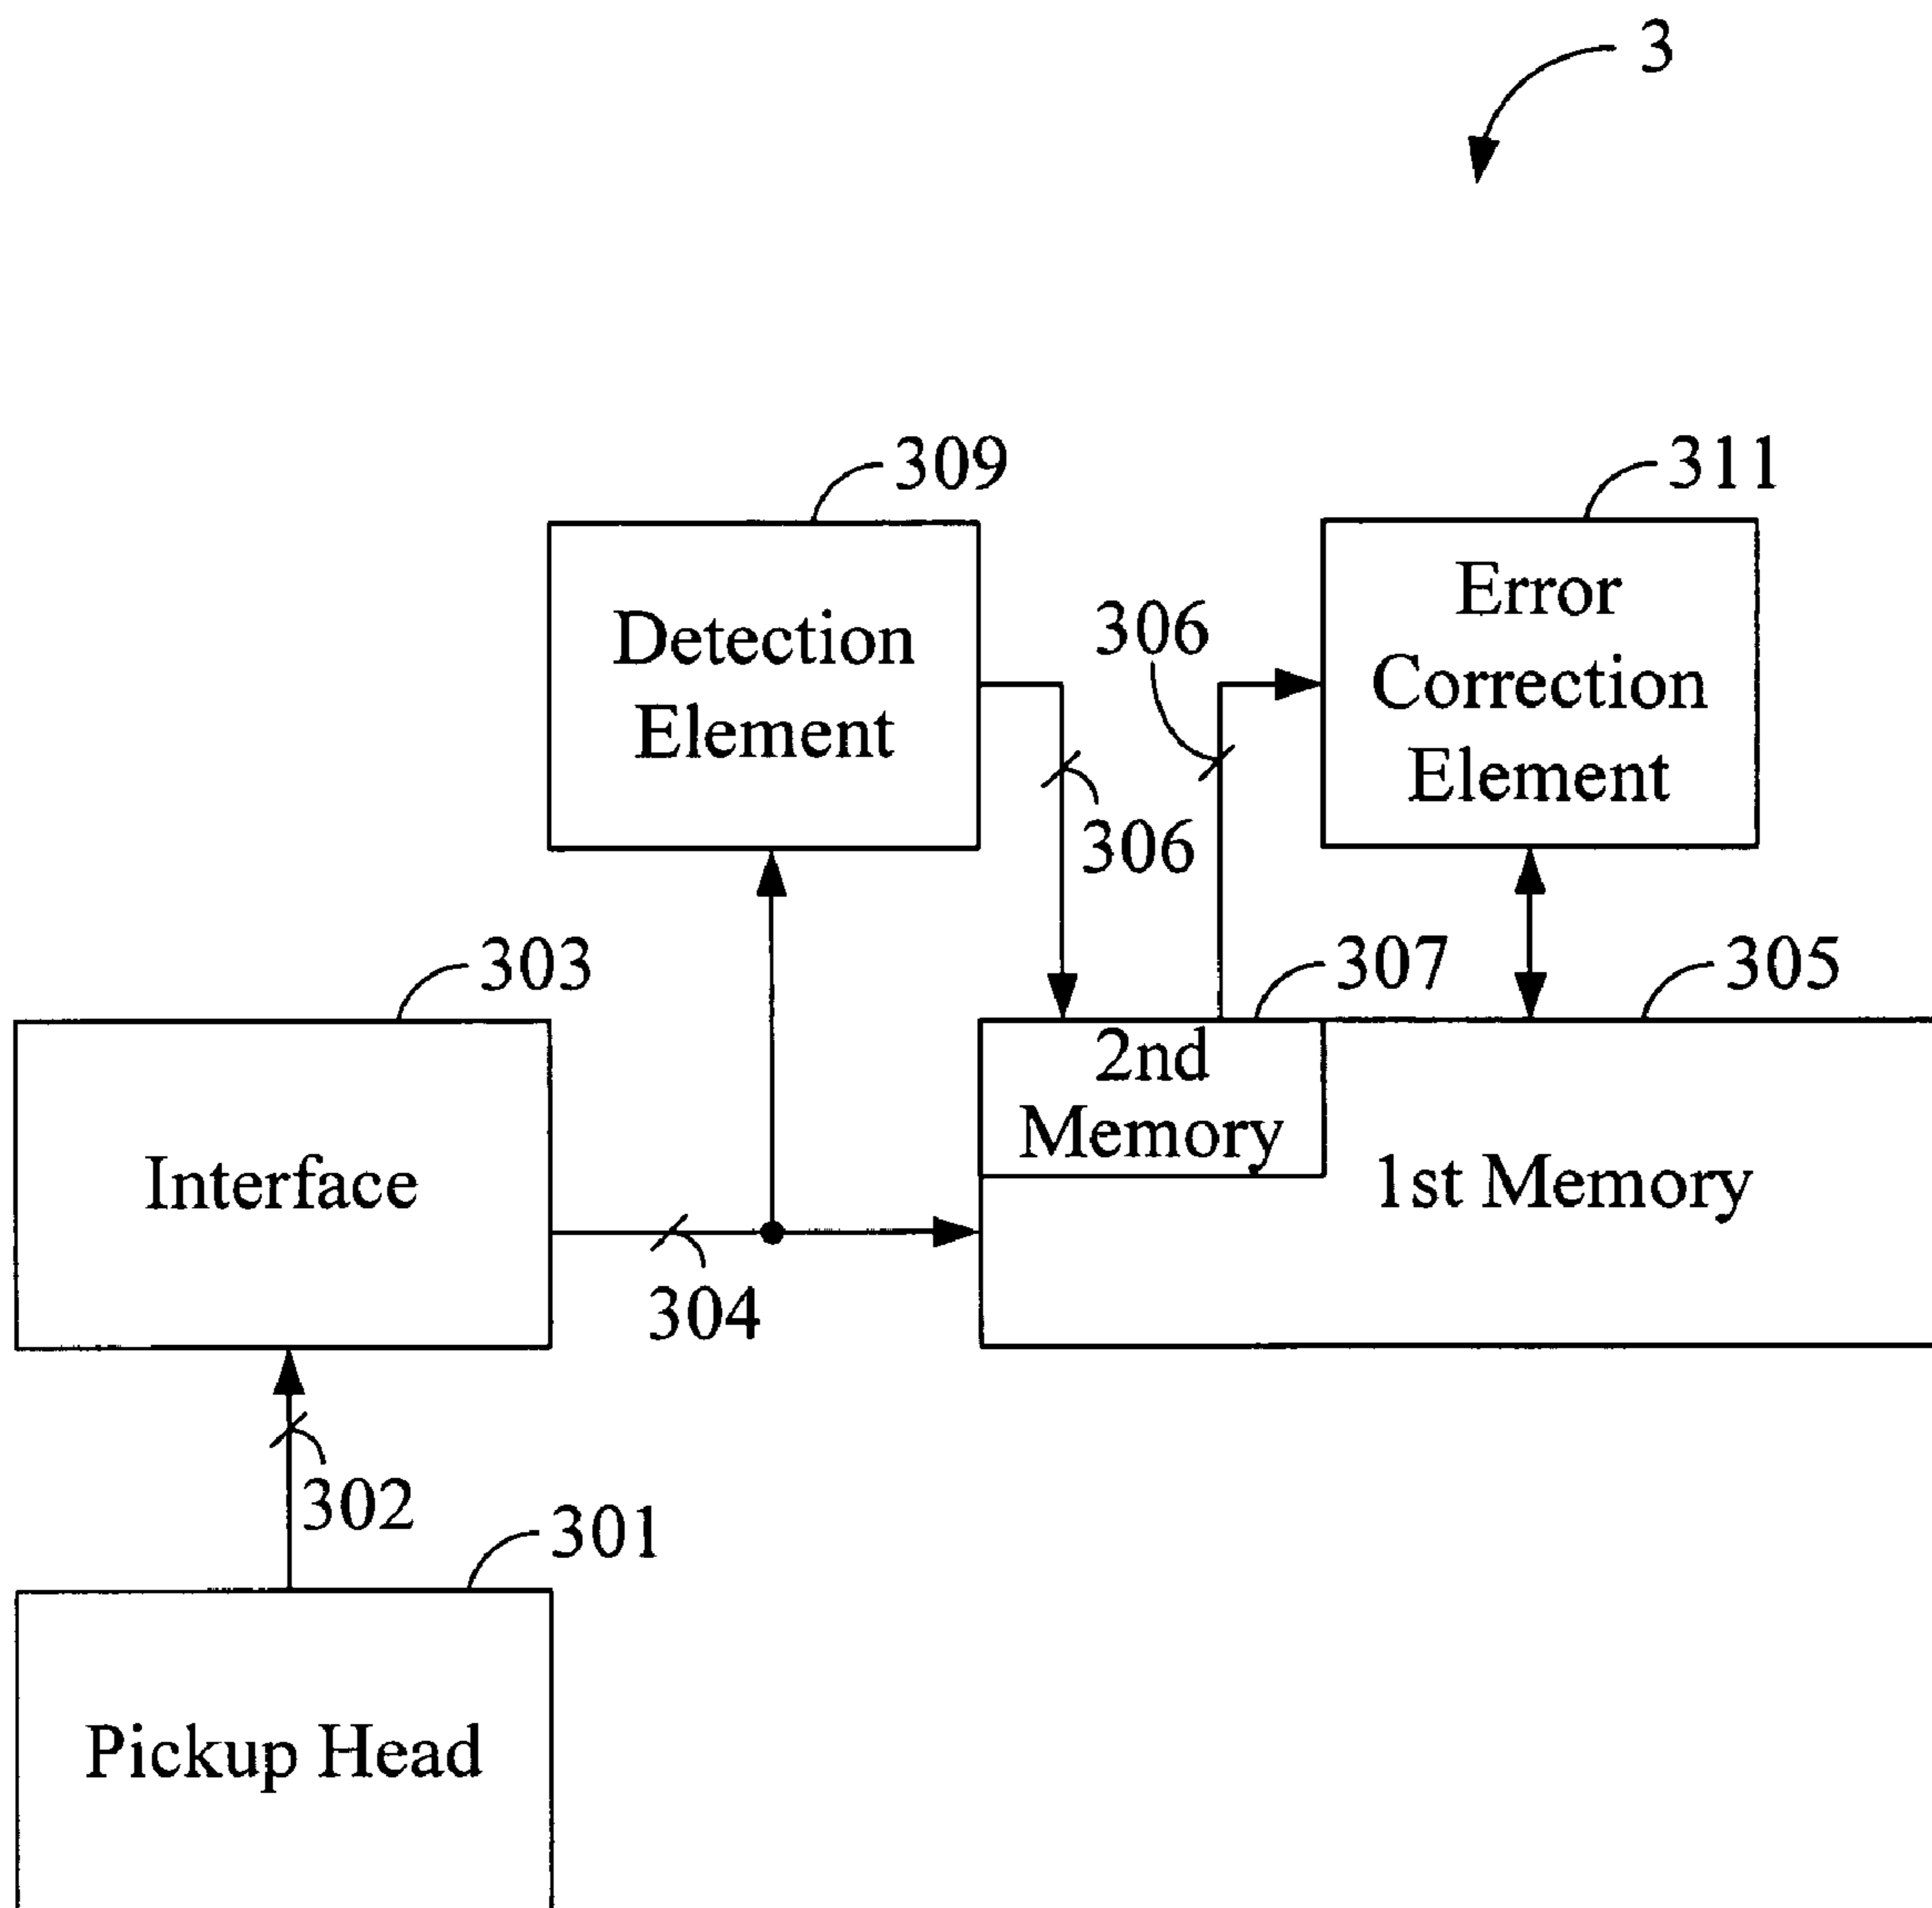 3
309
311
Detection
Element
306
Error
Correction
Element
306
303
307
305
Interface
2nd
Memory
1st Memory
304
302
301
Pickup Head